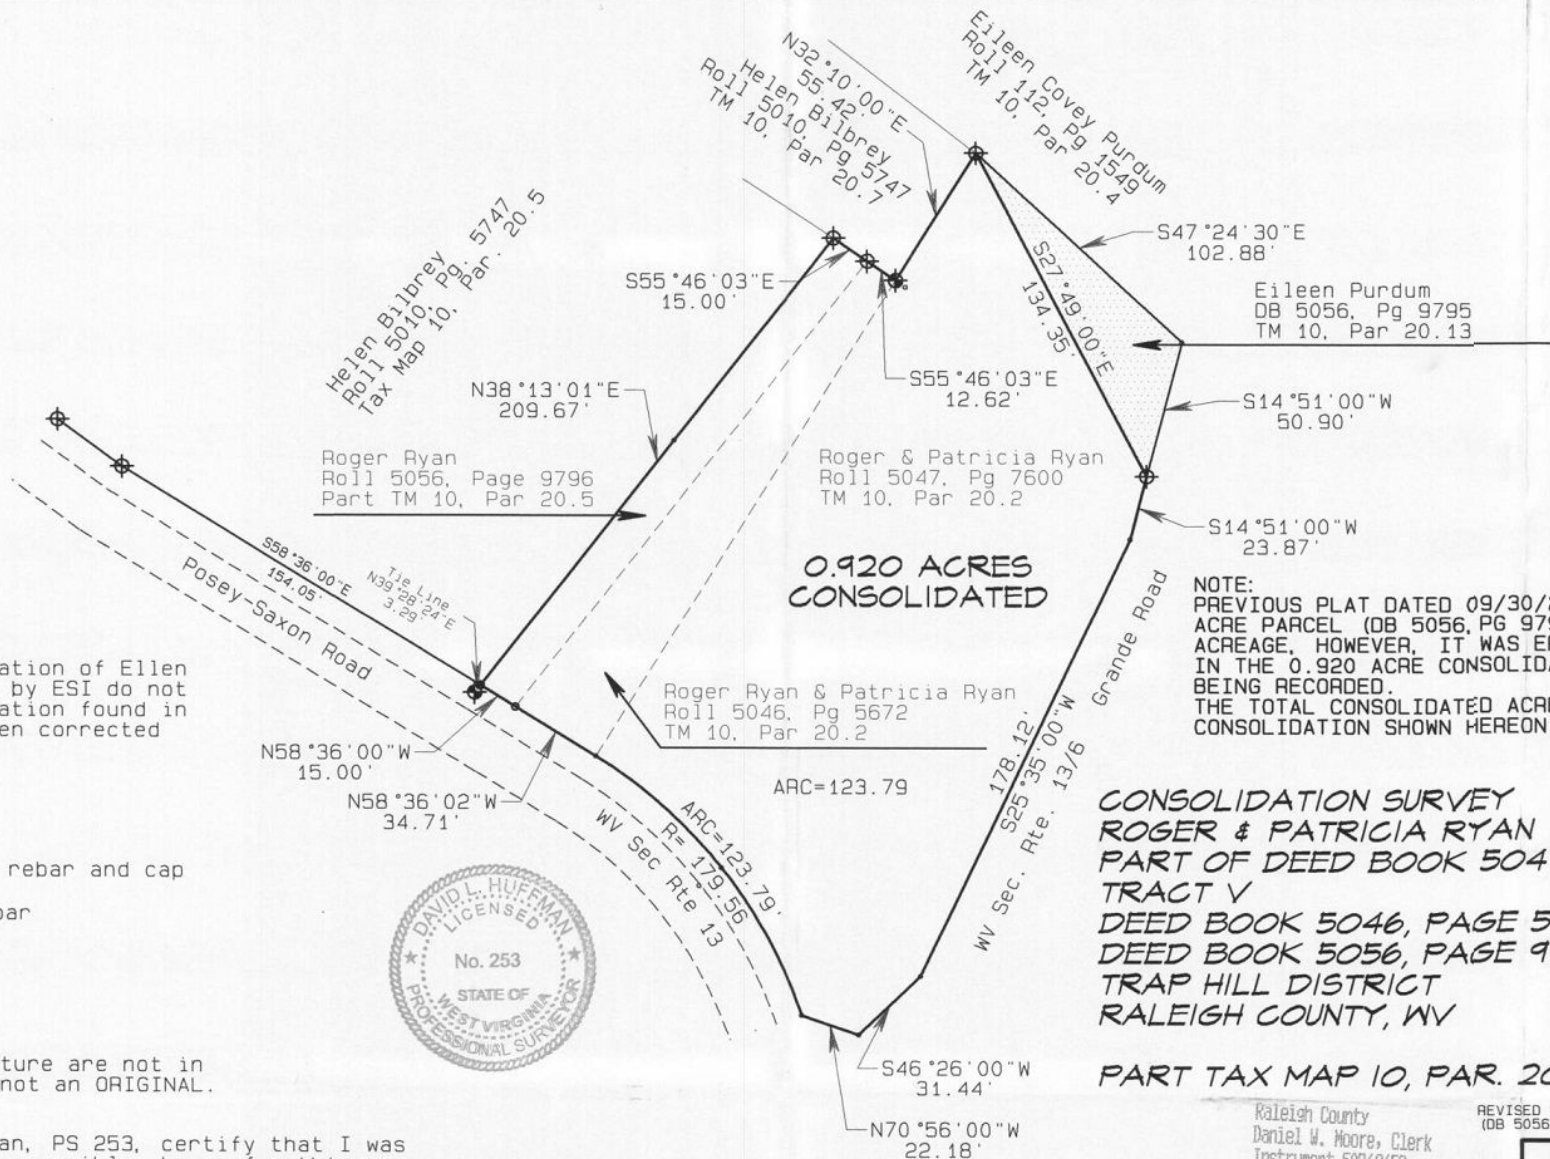 N32°10'00"E
55.42'
Helen Bilbrey
Roll 5010, Pg 5747
TM 10, Par 20.7
Eileen Covey Purdum
Roll 112, Pg 1549
TM 10, Par 20.4
Helen Bilbrey
Roll 5010, Pg. 5747
Tax Map 10, Par. 20.5
S47°24'30"E
102.88'
S27°49'00"E
134.35'
S55°46'03"E
15.00'
Eileen Purdum
DB 5056, Pg 9795
TM 10, Par 20.13
N38°13'01"E
209.67'
S55°46'03"E
12.62'
S14°51'00"W
50.90'
Roger Ryan
Roll 5056, Page 9796
Part TM 10, Par 20.5
Roger & Patricia Ryan
Roll 5047, Pg 7600
TM 10, Par 20.2
S14°51'00"W
23.87'
S58°36'00"E
154.05'
Posey-Saxon Road
Tie Line
N39°28'24"E
3.29'
0.920 ACRES
CONSOLIDATED
NOTE:
PREVIOUS PLAT DATED 09/30/
ACRE PARCEL (DB 5056, PG 97
ACREAGE, HOWEVER, IT WAS
IN THE 0.920 ACRE CONSOLID
BEING RECORDED.
THE TOTAL CONSOLIDATED ACR
CONSOLIDATION SHOWN HEREON
ation of Ellen
by ESI do not
ation found in
en corrected
Roger Ryan & Patricia Ryan
Roll 5046, Pg 5672
TM 10, Par 20.2
N58°36'00"W
15.00'
N58°36'02"W
34.71'
ARC=123.79
ARC=123.79'
R= 179.56
WV Sec Rte 13
178.12'
S25°35'00"W
WV Sec. Rte. 13/6
Grande Road
CONSOLIDATION SURVEY
ROGER & PATRICIA RYAN
PART OF DEED BOOK 504
TRACT V
DEED BOOK 5046, PAGE 5
DEED BOOK 5056, PAGE 9
TRAP HILL DISTRICT
RALEIGH COUNTY, WV
PART TAX MAP 10, PAR. 20
rebar and cap
bar
DAVID L. HUFFMAN
LICENSED
No. 253
STATE OF
WEST VIRGINIA
PROFESSIONAL SURVEYOR
ture are not in
not an ORIGINAL.
an, PS 253, certify that I was
S46°26'00"W
31.44'
N70°56'00"W
22.18'
Raleigh County
Daniel W. Moore, Clerk
REVISED
(DB 5056